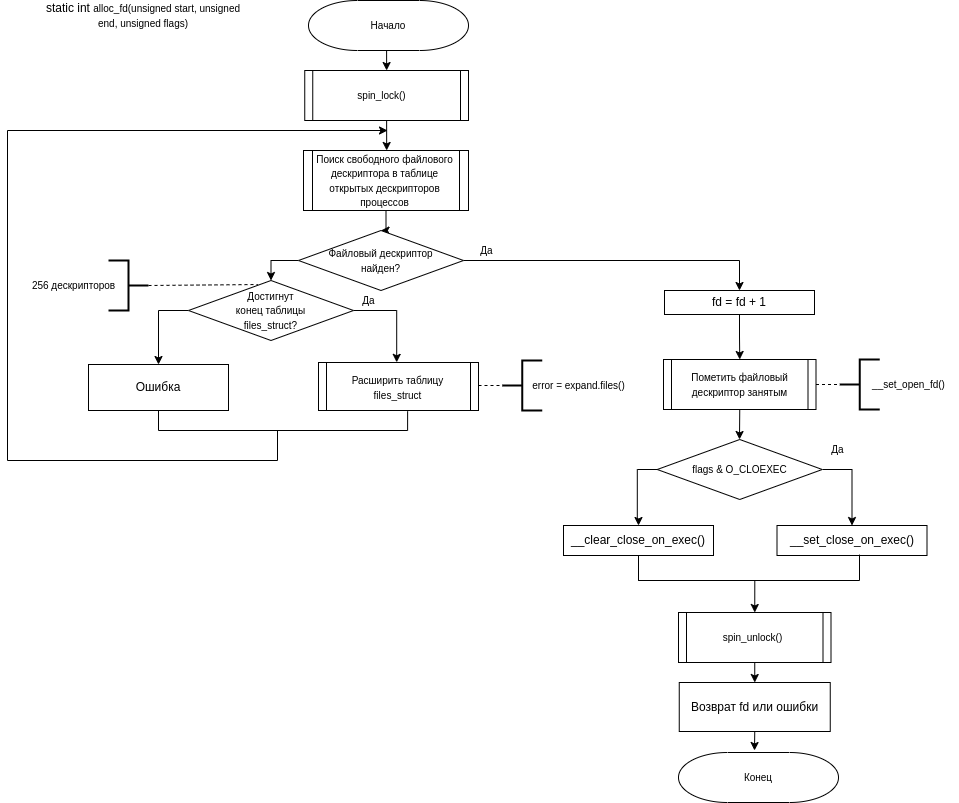 static int alloc_fd(unsigned start, unsigned
end, unsigned flags)
Начало
spin_lock()
Поиск свободного файлового
дескриптора в таблице
открытых дескрипторов
процессов
Файловый дескриптор
найден?
Да
256 дескрипторов
Достигнут
конец таблицы
files_struct?
Да
fd = fd + 1
Ошибка
Расширить таблицу
files_struct
error = expand.files()
Пометить файловый
дескриптор занятым
__set_open_fd()
flags & O_CLOEXEC
Да
__clear_close_on_exec()
__set_close_on_exec()
spin_unlock()
Возврат fd или ошибки
Конец